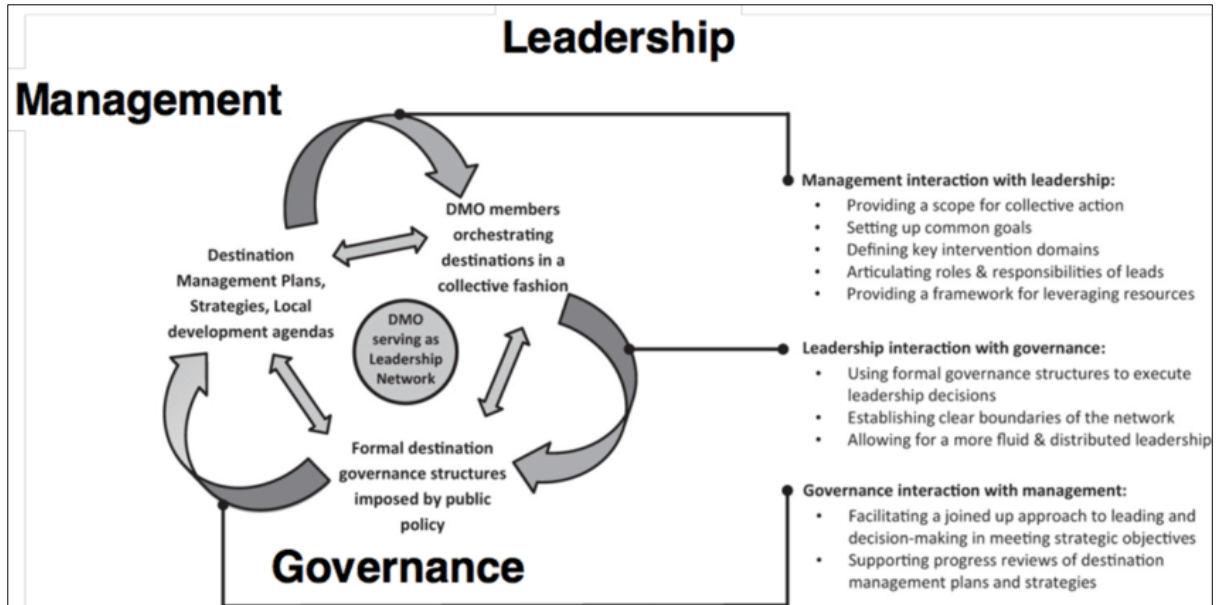 Leadership
Management
DMO members
orchestrating
destinations in a
collective fashion
Destination
Management Plans,
Strategies, Local
development agendas
DMO
serving as
Leadership
Network
Formal destination
governance structures
imposed by public
policy
Governance
Management interaction with leadership:
• Providing a scope for collective action
• Setting up common goals
• Defining key intervention domains
• Articulating roles & responsibilities of leads
• Providing a framework for leveraging resources
Leadership interaction with governance:
• Using formal governance structures to execute
leadership decisions
• Establishing clear boundaries of the network
• Allowing for a more fluid & distributed leadership
Governance interaction with management:
• Facilitating a joined up approach to leading and
decision-making in meeting strategic objectives
• Supporting progress reviews of destination
management plans and strategies